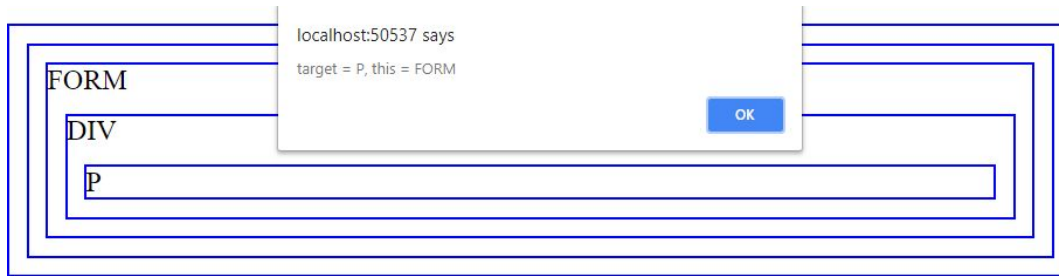 localhost:50537 says
target = P, this = FORM
OK
FORM
DIV
P